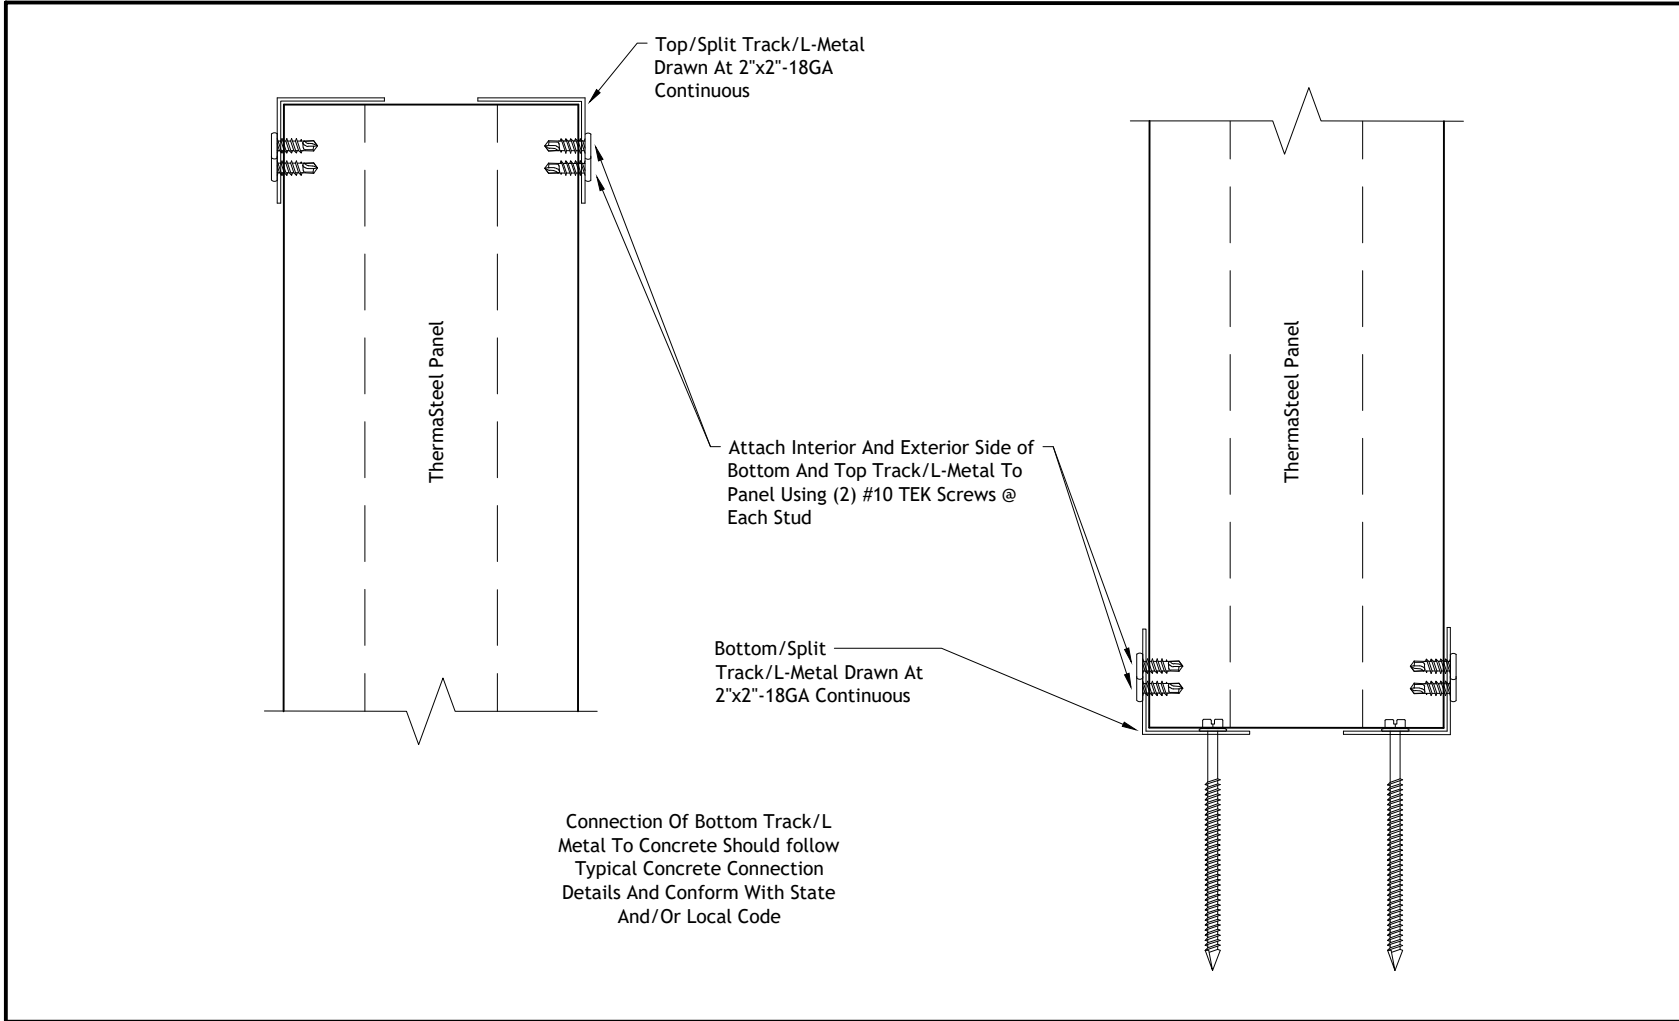 Top/Split Track/L-Metal
Drawn At 2"x2"-18GA
Continuous
ThermaSteel Panel
ThermaSteel Panel
Attach Interior And Exterior Side of
Bottom And Top Track/L-Metal To
Panel Using (2) #10 TEK Screws @
Each Stud
Bottom/Split
Track/L-Metal Drawn At
2"x2"-18GA Continuous
Connection Of Bottom Track/L
Metal To Concrete Should follow
Typical Concrete Connection
Details And Conform With State
And/Or Local Code